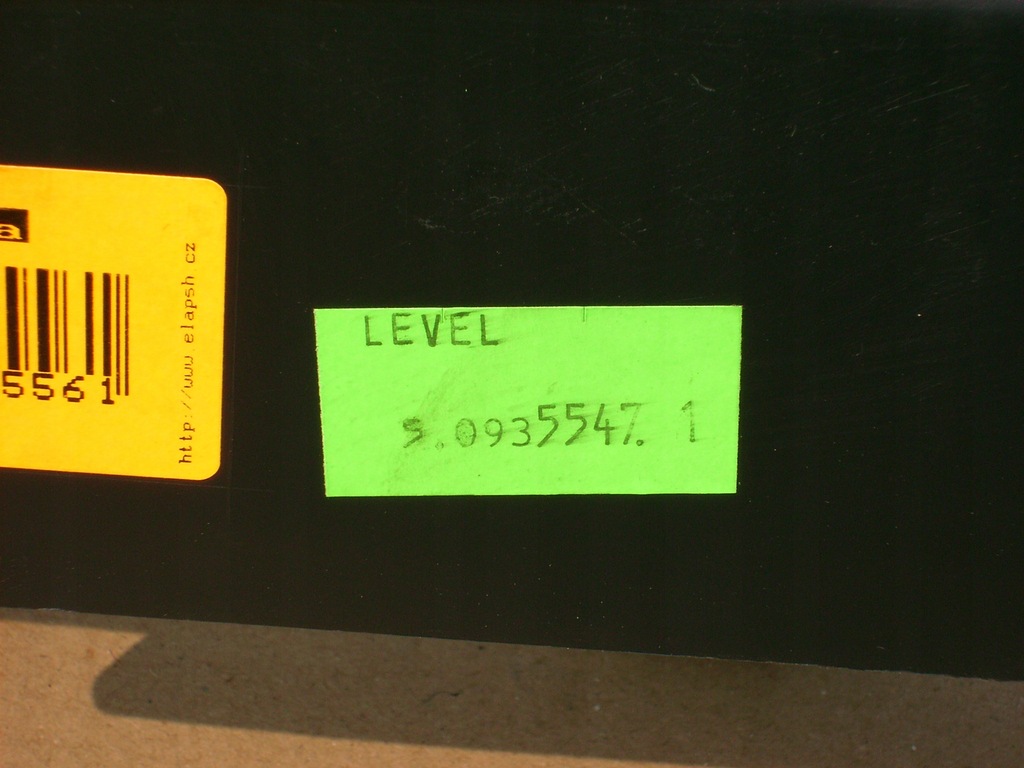 a
5561
http://www elapsh cz
LEVEL
S.0935547. 1